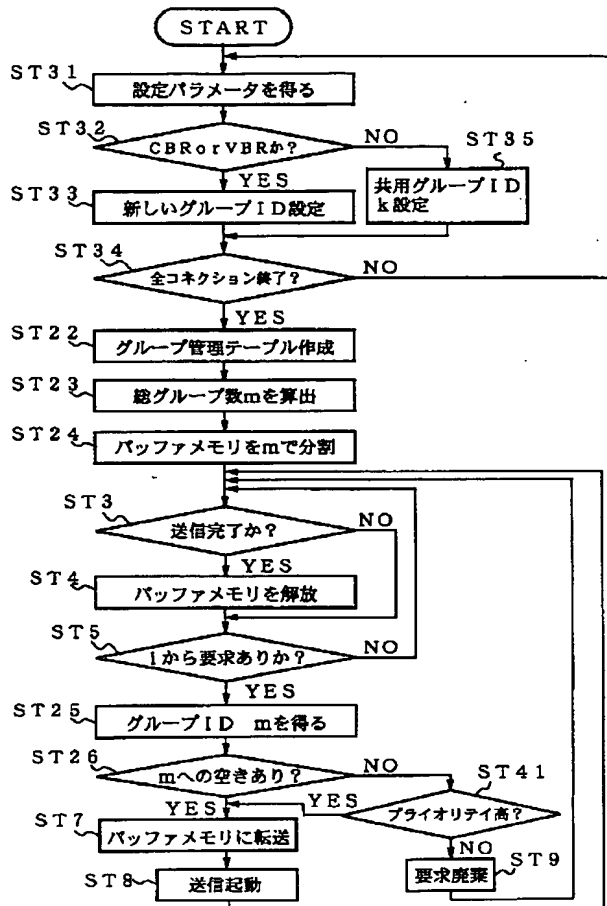 START
ST31
設定パラメータを得る
ST32
CBRorVBRか？
NO
ST35
YES
ST33
新しいグループID設定
共用グループID
k設定
ST34
全コネクション終了？
NO
YES
ST22
グループ管理テーブル作成
ST23
総グループ数mを算出
ST24
バッファメモリをmで分割
ST3
送信完了か？
NO
YES
ST4
バッファメモリを解放
ST5
1から要求ありか？
NO
YES
ST25
グループID mを得る
ST26
mへの空きあり？
NO
ST41
YES
YES
プライオリテイ高？
ST7
バッファメモリに転送
NO
ST9
要求廃棄
ST8
送信起動